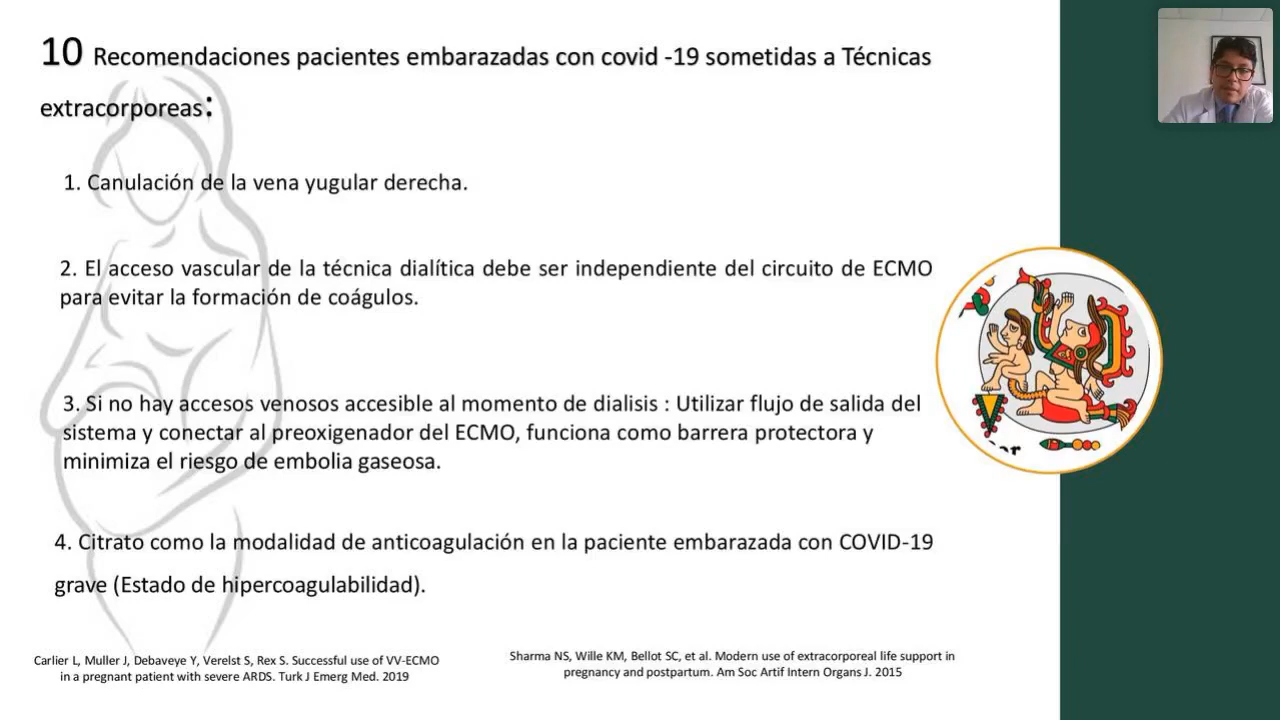 10 Recomendaciones pacientes embarazadas con covid -19 sometidas a Técnicas
extracorporeas:
1. Canulación de la vena yugular derecha.
2. El acceso vascular de la técnica dialítica debe ser independiente del circuito de ECMO
para evitar la formación de coágulos.
3. Si no hay accesos venosos accesible al momento de dialisis : Utilizar flujo de salida del
sistema y conectar al preoxigenador del ECMO, funciona como barrera protectora y
minimiza el riesgo de embolia gaseosa.
4. Citrato como la modalidad de anticoagulación en la paciente embarazada con COVID-19
grave (Estado de hipercoagulabilidad).
Carlier L, Muller J, Debaveye Y, Verelst S, Rex S. Successful use of VV-ECMO
in a pregnant patient with severe ARDS. Turk J Emerg Med. 2019
Sharma NS, Wille KM, Bellot SC, et al. Modern use of extracorporeal life support in
pregnancy and postpartum. Am Soc Artif Intern Organs J. 2015